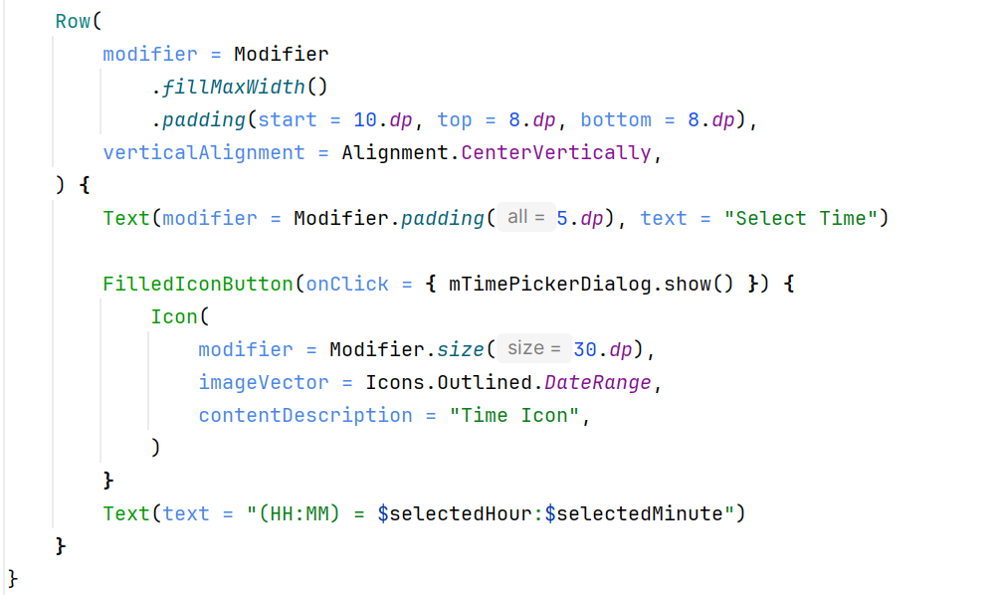 Row(
modifier = Modifier
.fillMaxWidth()
.padding(start = 10.dp, top = 8.dp, bottom = 8.dp),
verticalAlignment = Alignment.CenterVertically,
) {
Text(modifier = Modifier.padding( all = 5.dp), text = "Select Time")
FilledIconButton(onClick = { mTimePickerDialog.show() }) {
Icon(
modifier = Modifier.size( size = 30.dp),
imageVector = Icons.Outlined.DateRange,
contentDescription = "Time Icon",
)
}
Text(text = "(HH:MM) = $selectedHour:$selectedMinute")
}
}